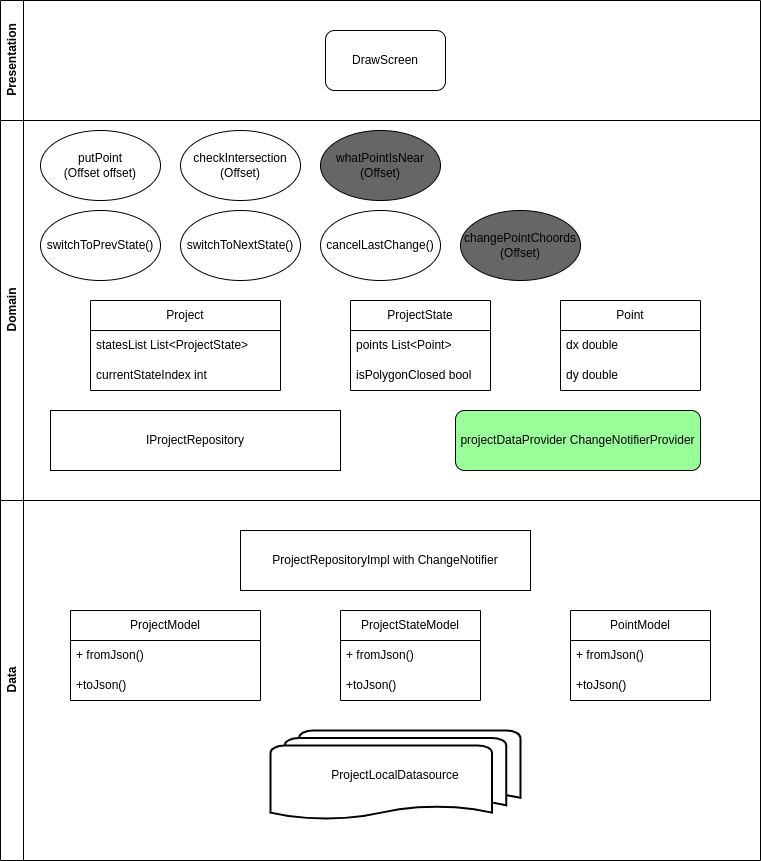 Presentation
DrawScreen
Domain
putPoint
(Offset offset)
checkIntersection
(Offset)
whatPointIsNear
(Offset)
switchToPrevState()
switchToNextState()
cancelLastChange()
changePointChoords
(Offset)
Project
statesList List<ProjectState>
currentStateIndex int
ProjectState
points List<Point>
isPolygonClosed bool
Point
dx double
dy double
IProjectRepository
projectDataProvider ChangeNotifierProvider
Data
ProjectRepositoryImpl with ChangeNotifier
ProjectModel
+ fromJson()
+toJson()
ProjectStateModel
+ fromJson()
+toJson()
PointModel
+ fromJson()
+toJson()
ProjectLocalDatasource